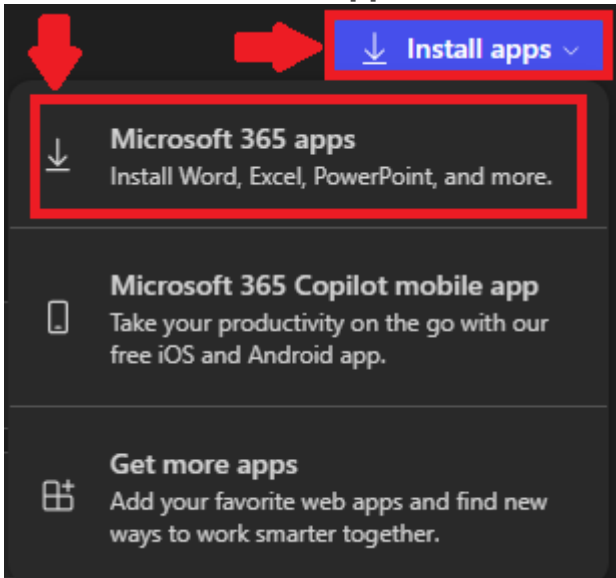 Install apps
Microsoft 365 apps
Install Word, Excel, PowerPoint, and more.
Microsoft 365 Copilot mobile app
Take your productivity on the go with our
free iOS and Android app.
Get more apps
Add your favorite web apps and find new
ways to work smarter together.